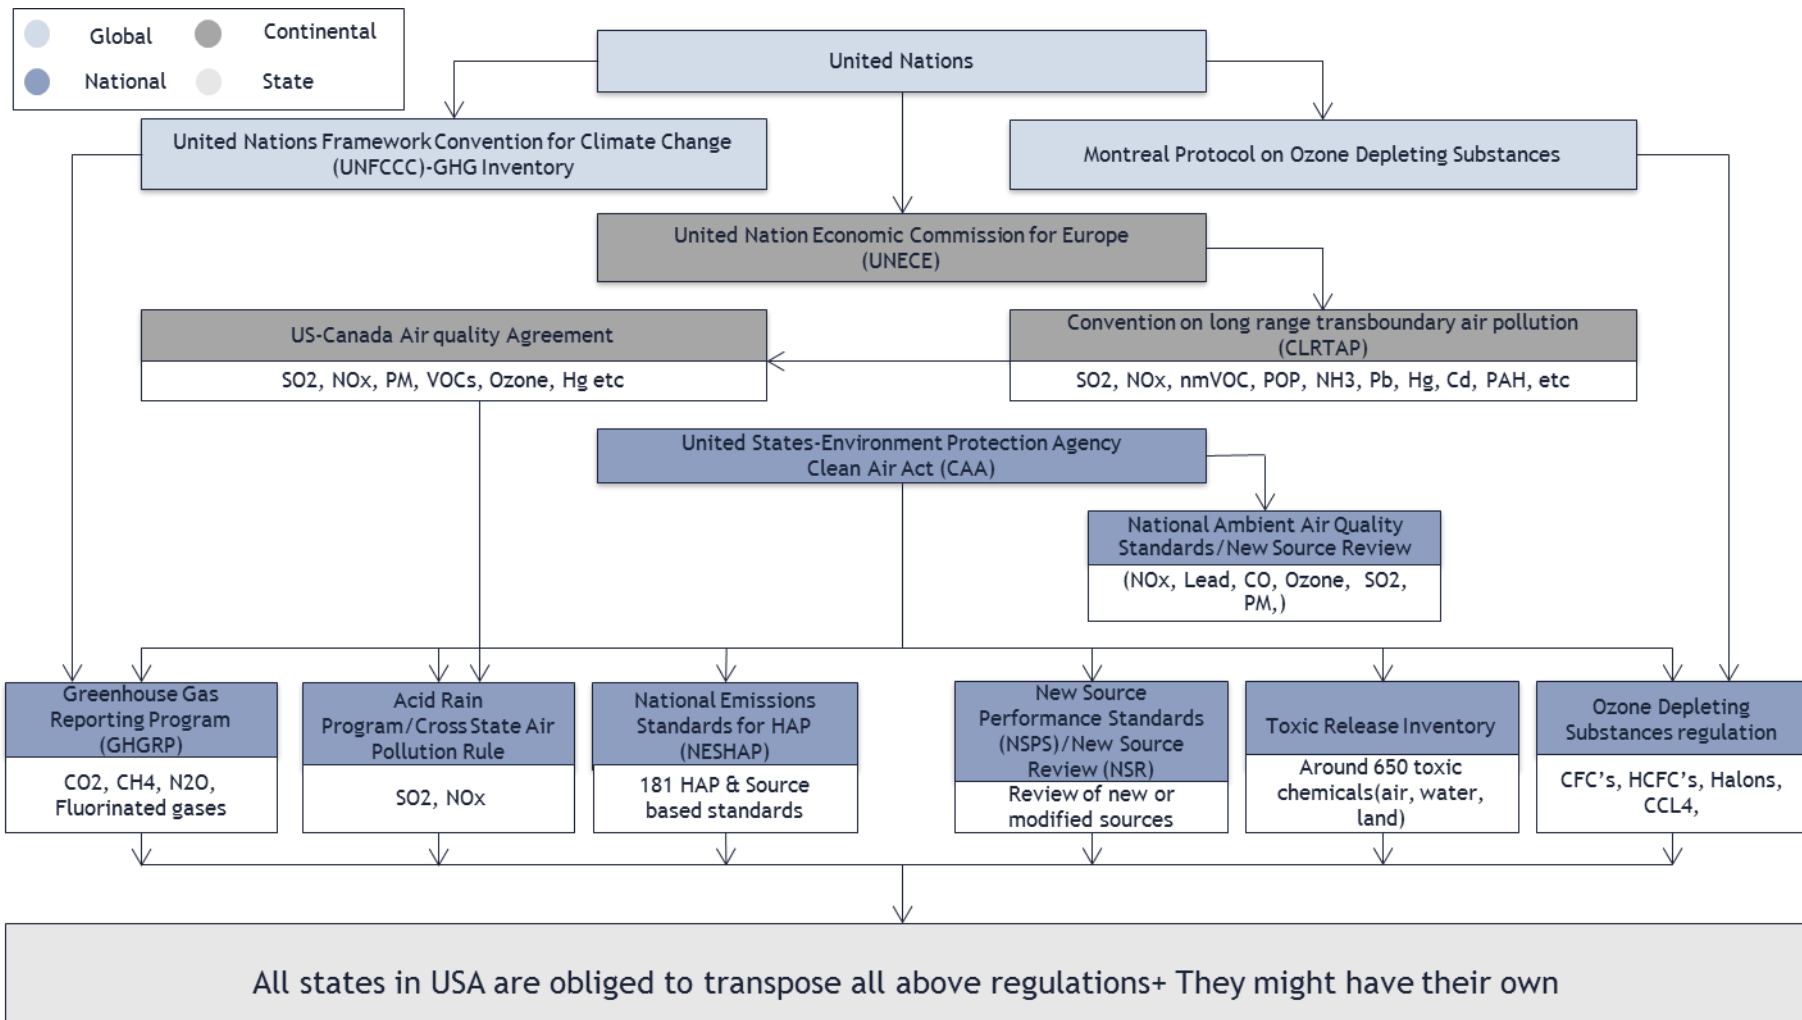 Global
Continental
National
State
United Nations
United Nations Framework Convention for Climate Change
(UNFCCC)-GHG Inventory
Montreal Protocol on Ozone Depleting Substances
United Nation Economic Commission for Europe
(UNECE)
US-Canada Air quality Agreement
SO2, NOx, PM, VOCs, Ozone, Hg etc
Convention on long range transboundary air pollution
(CLRTAP)
SO2, NOx, nmVOC, POP, NH3, Pb, Hg, Cd, PAH, etc
United States-Environment Protection Agency
Clean Air Act (CAA)
National Ambient Air Quality
Standards/New Source Review
(NOx, Lead, CO, Ozone, SO2,
PM,)
Greenhouse Gas
Reporting Program
(GHGRP)
CO2, CH4, N2O,
Fluorinated gases
Acid Rain
Program/Cross State Air
Pollution Rule
SO2, NOx
National Emissions
Standards for HAP
(NESHAP)
181 HAP & Source
based standards
New Source
Performance Standards
(NSPS)/New Source
Review (NSR)
Review of new or
modified sources
Toxic Release Inventory
Around 650 toxic
chemicals(air, water,
land)
Ozone Depleting
Substances regulation
CFC's, HCFC's, Halons,
CCL4,
All states in USA are obliged to transpose all above regulations+ They might have their own